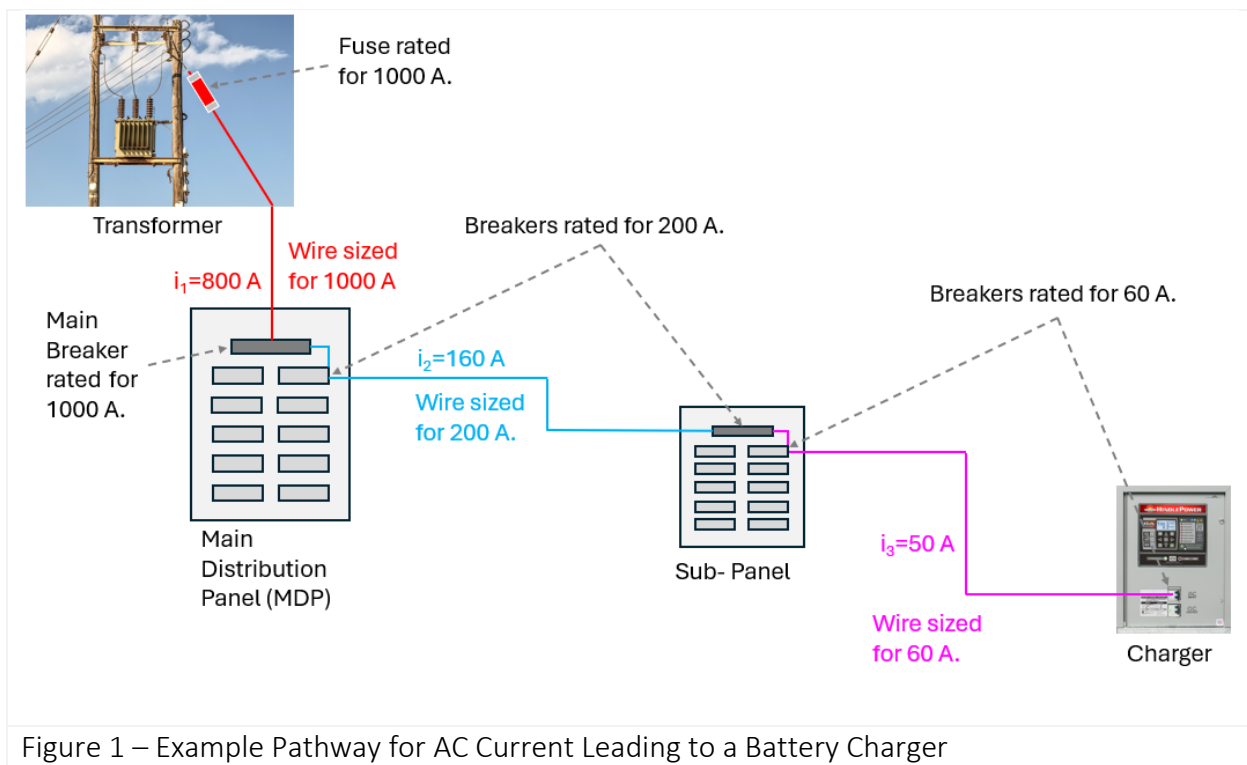 Fuse rated
for 1000 A.
Transformer
Breakers rated for 200 A.
Wire sized
for 1000 A
i₁=800 A
Breakers rated for 60 A.
Main
Breaker
rated for
1000 A.
i₂=160 A
Wire sized
for 200 A.
HINDLEPOWER
i₃=50 A
Main
Distribution
Panel (MDP)
Sub- Panel
Wire sized
for 60 A.
Charger
Figure 1 – Example Pathway for AC Current Leading to a Battery Charger